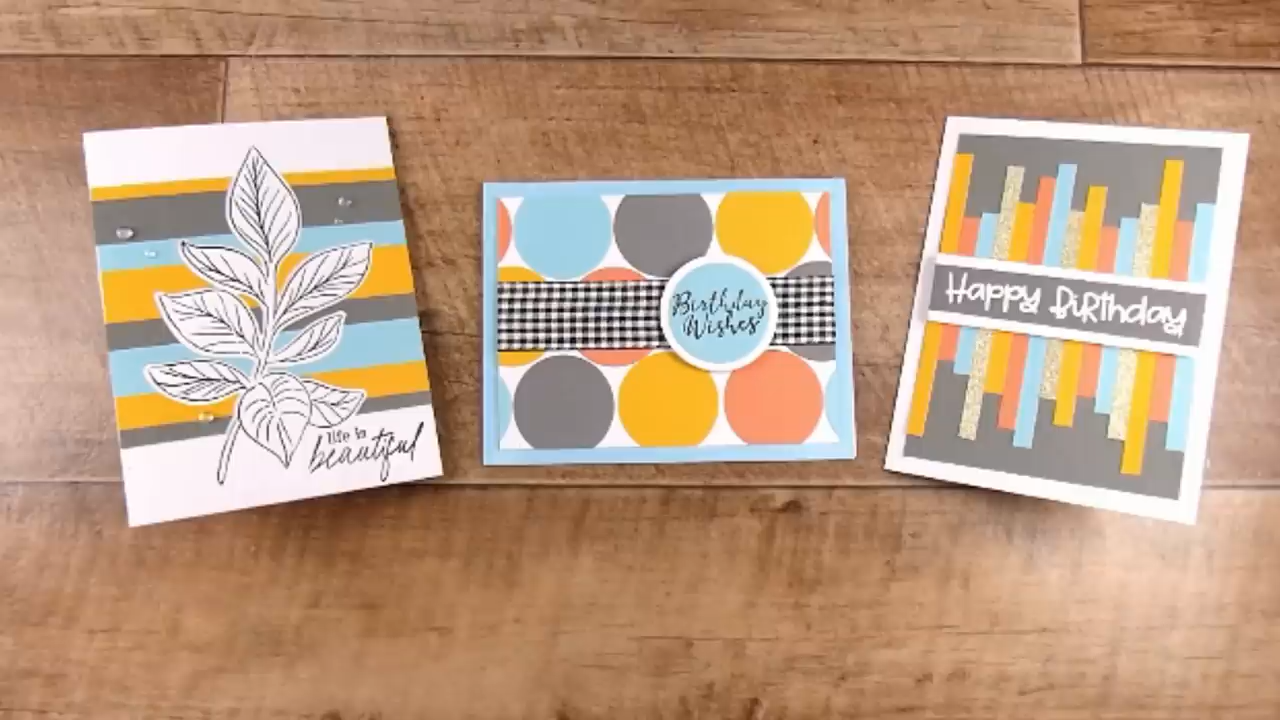 life is
beautiful
Birthday
Wishes
Happy Birthday